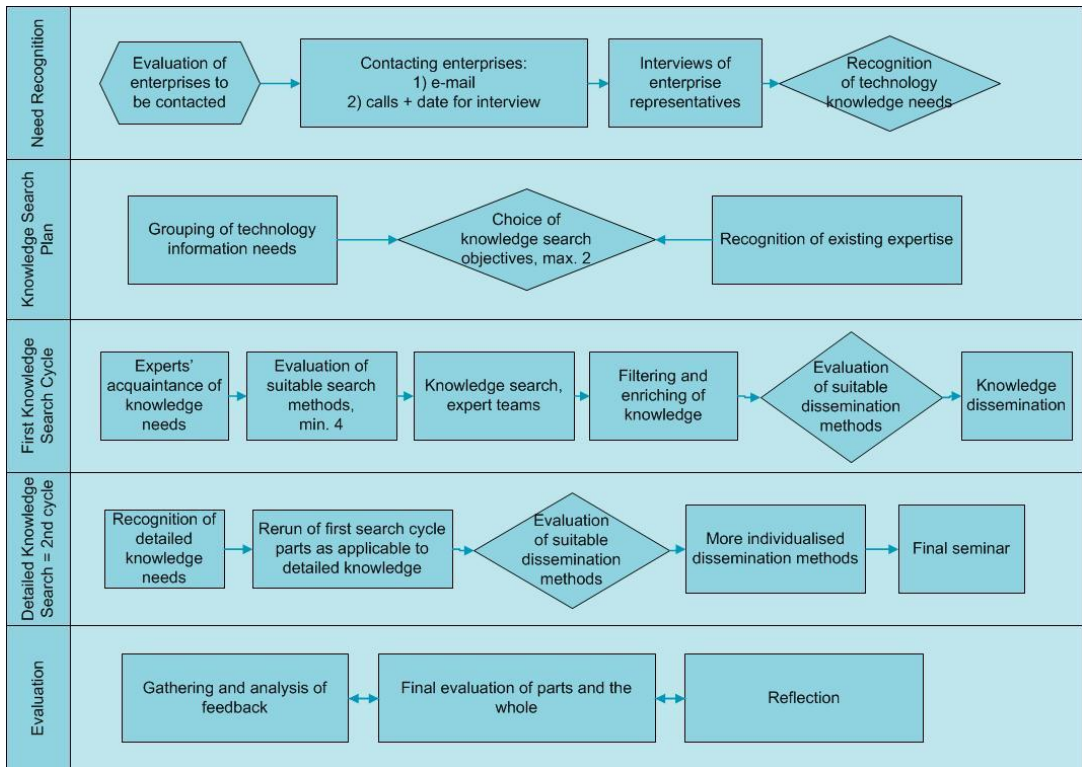 Need Recognition
Evaluation of
enterprises to
be contacted
Contacting enterprises:
1) e-mail
2) calls + date for interview
Interviews of
enterprise
representatives
Recognition
of technology
knowledge needs
Knowledge Search
Plan
Grouping of technology
information needs
Choice of
knowledge search
objectives, max. 2
Recognition of existing expertise
First Knowledge
Search Cycle
Experts'
acquaintance of
knowledge
needs
Evaluation of
suitable search
methods,
min. 4
Knowledge search,
expert teams
Filtering and
enriching of
knowledge
Evaluation
of suitable
dissemination
methods
Knowledge
dissemination
Detailed Knowledge
Search = 2nd cycle
Recognition of
detailed
knowledge
needs
Rerun of first search cycle
parts as applicable to
detailed knowledge
Evaluation
of suitable
dissemination
methods
More individualised
dissemination methods
Final seminar
Evaluation
Gathering and analysis of
feedback
Final evaluation of parts and the
whole
Reflection